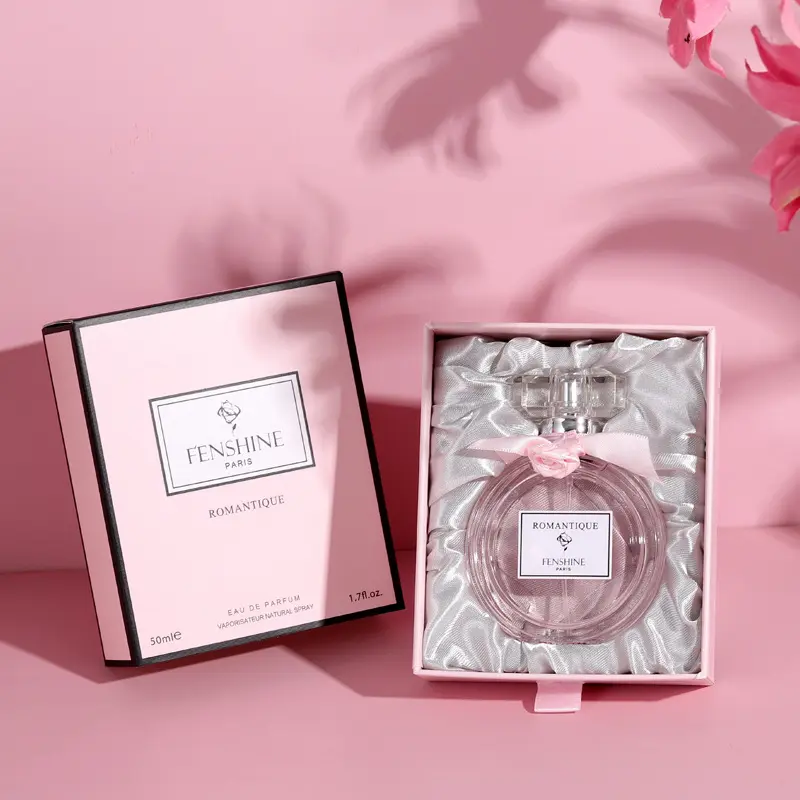 FENSHINE
PARIS
ROMANTIQUE
EAU DE PARFUM
VAPORISATEUR NATURAL SPRAY
50ml℮
1.7fl.oz.
ROMANTIQUE
FENSHINE
PARIS